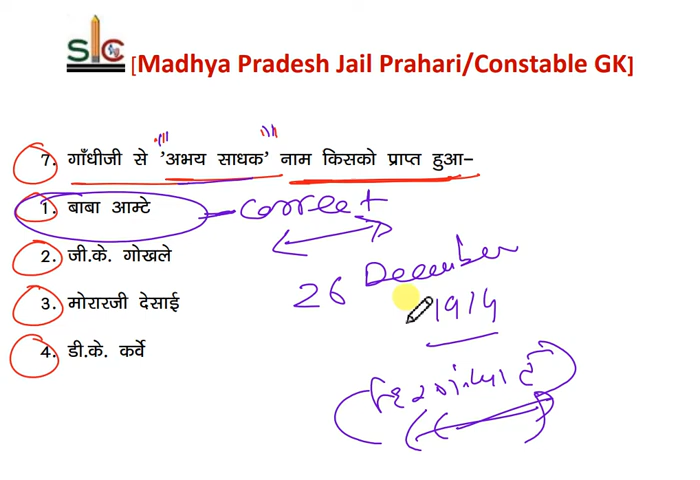 SIC
[Madhya Pradesh Jail Prahari/Constable GK]
7. गाँधीजी से 'अभय साधक' नाम किसको प्राप्त हुआ-
1. बाबा आम्टे correct
2. जी.के. गोखले
26 December
3. मोरारजी देसाई
1914
4. डी.के. कर्वे